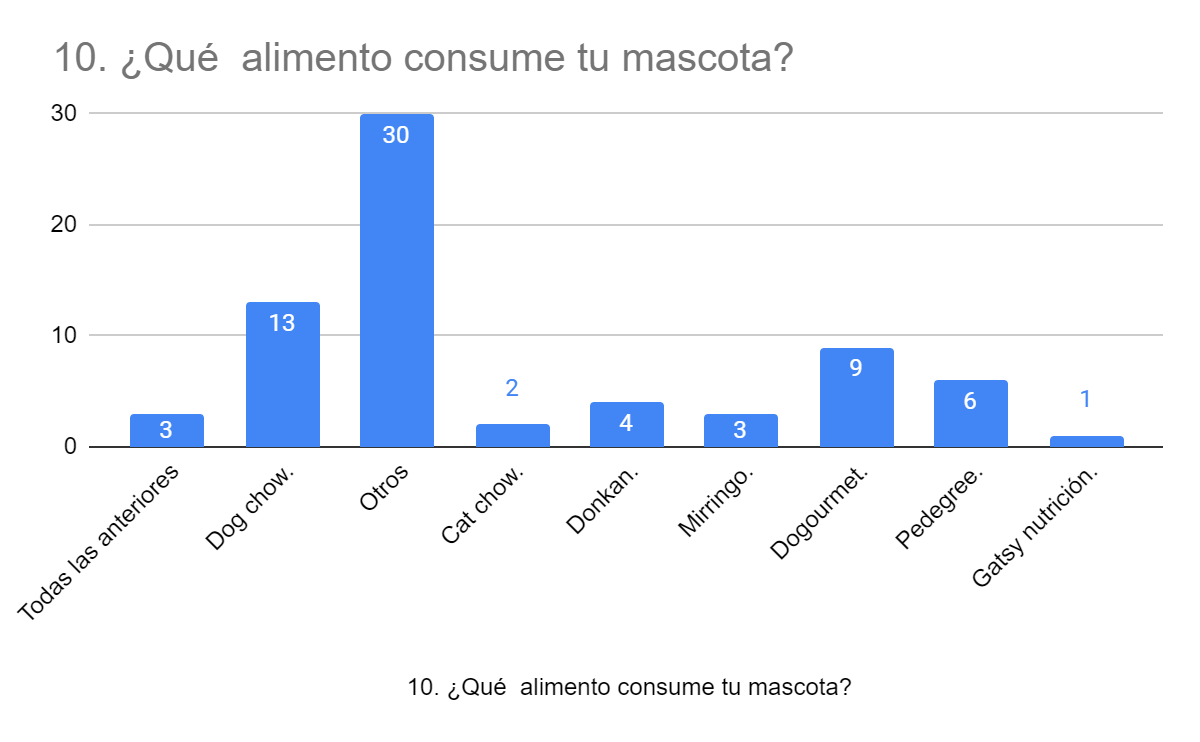 10. ¿Qué  alimento consume tu mascota?
30
20
10
0
3
13
30
2
4
3
9
6
1
Todas las anteriores
Dog chow.
Otros
Cat chow.
Donkan.
Mirringo.
Dogourmet.
Pedegree.
Gatsy nutrición.
10. ¿Qué  alimento consume tu mascota?